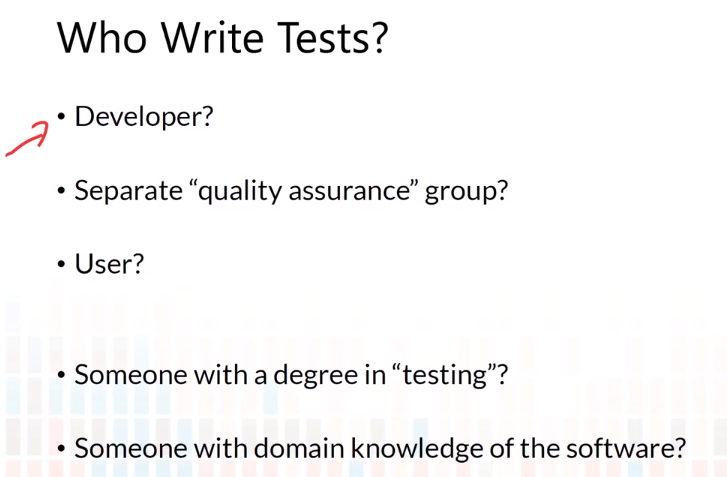 Who Write Tests?
• Developer?
• Separate “quality assurance” group?
• User?
• Someone with a degree in “testing”?
• Someone with domain knowledge of the software?